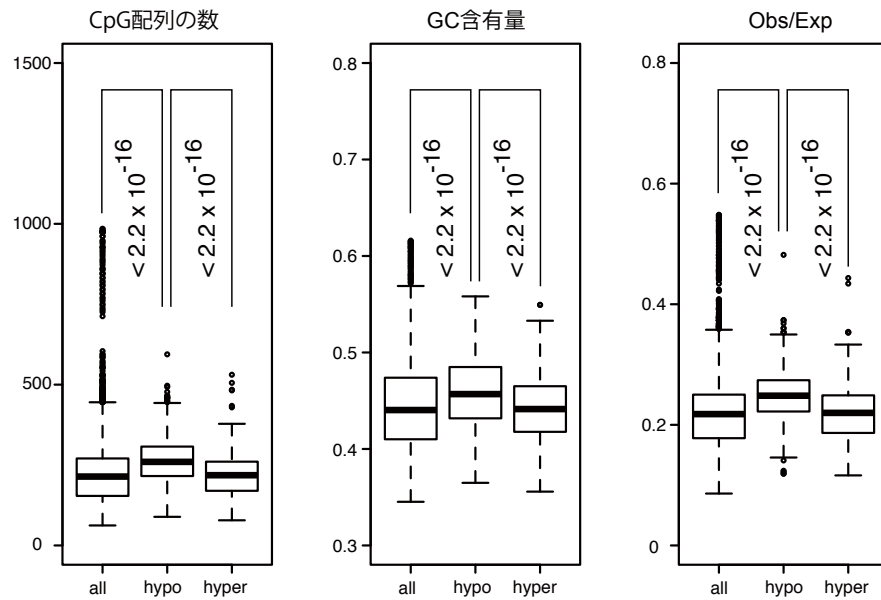 CpG配列の数
1500
1000
500
0
< 2.2 x 10-16
< 2.2 x 10-16
all hypo hyper
GC含有量
0.8
0.7
0.6
0.5
0.4
0.3
< 2.2 x 10-16
< 2.2 x 10-16
all hypo hyper
Obs/Exp
0.8
0.6
0.4
0.2
0
< 2.2 x 10-16
< 2.2 x 10-16
all hypo hyper